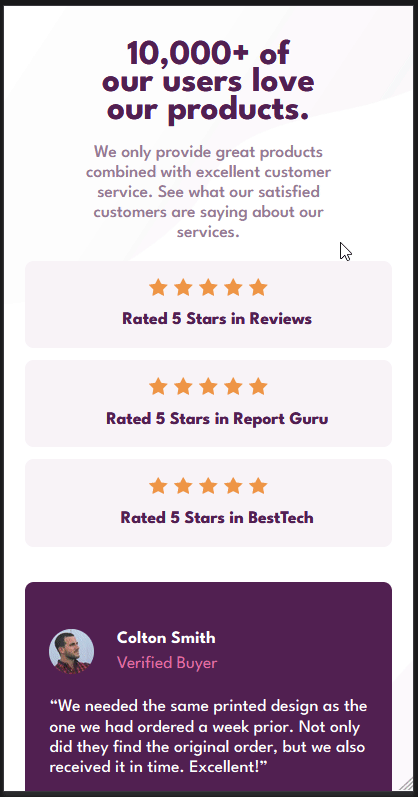 10,000+ of
our users love
our products.
We only provide great products
combined with excellent customer
service. See what our satisfied
customers are saying about our
services.
Rated 5 Stars in Reviews
Rated 5 Stars in Report Guru
Rated 5 Stars in BestTech
Colton Smith
Verified Buyer
“We needed the same printed design as the
one we had ordered a week prior. Not only
did they find the original order, but we also
received it in time. Excellent!”